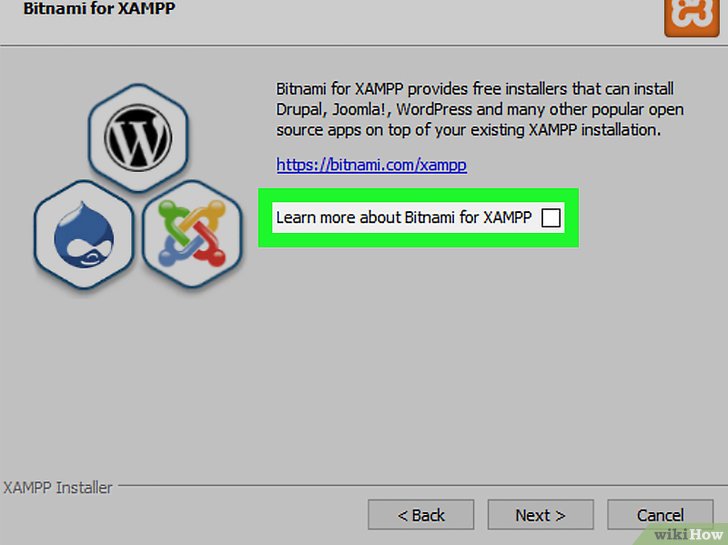 Bitnami for XAMPP
Bitnami for XAMPP provides free installers that can install
Drupal, Joomla!, WordPress and many other popular open
source apps on top of your existing XAMPP installation.
https://bitnami.com/xampp
Learn more about Bitnami for XAMPP
XAMPP Installer
< Back
Next >
Cancel
wikiHow